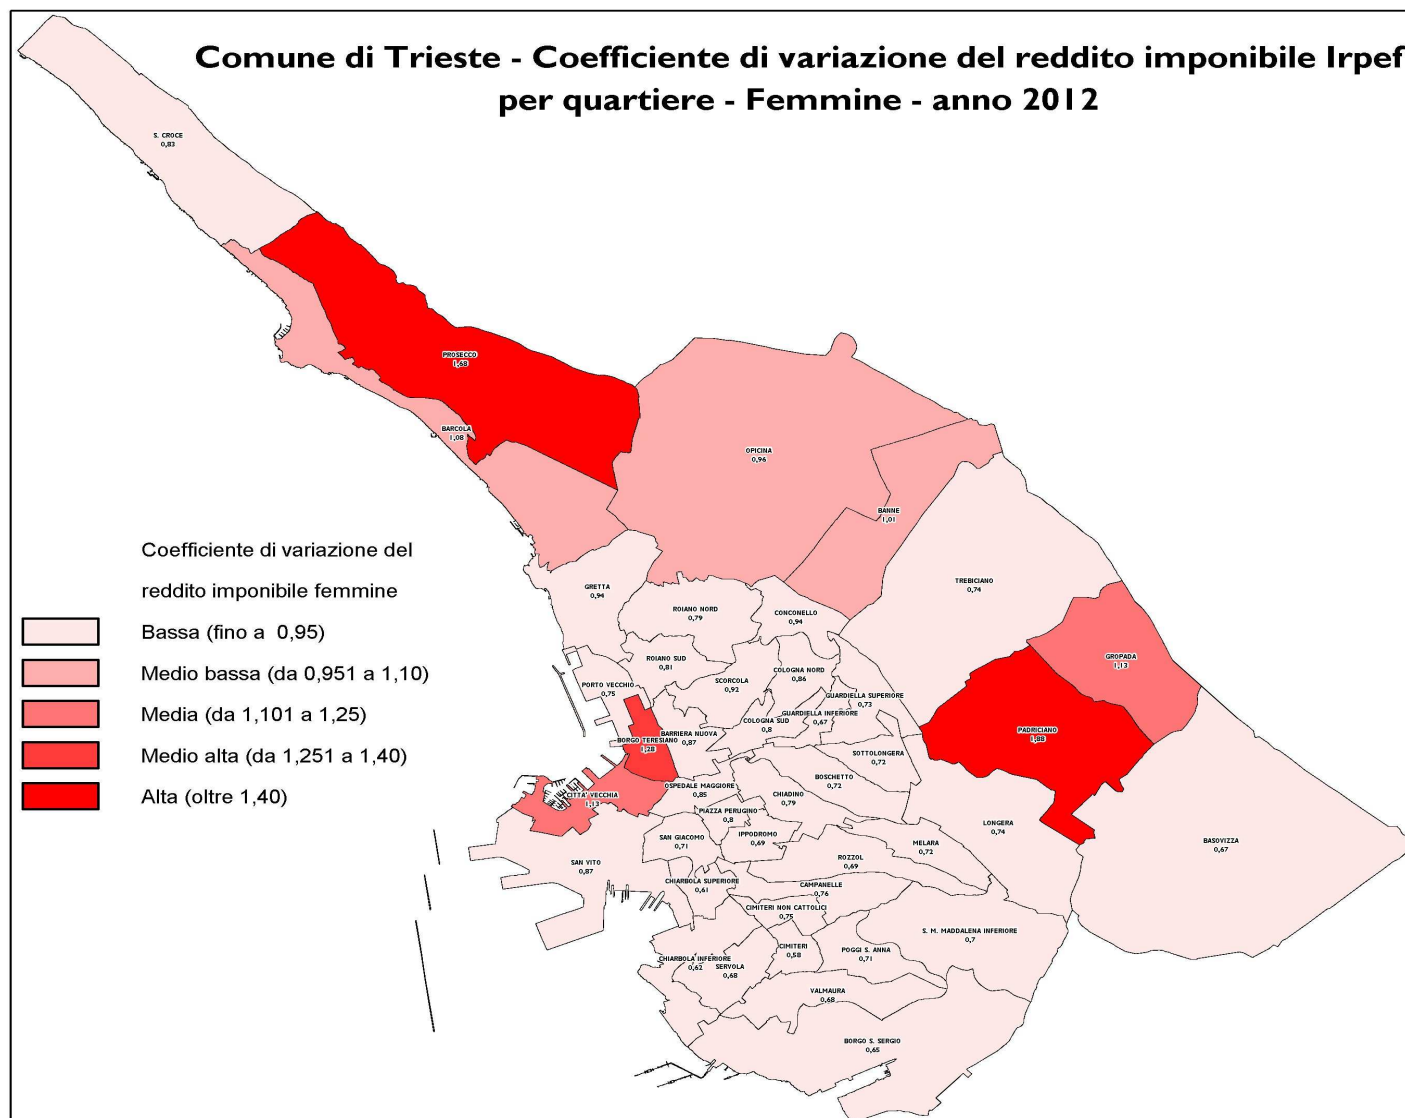 Comune di Trieste - Coefficiente di variazione del reddito imponibile Irpef
per quartiere - Femmine - anno 2012
S. CROCE
0,83
PROSECCO
1,68
BARCOLA
1,08
OPICINA
0,96
BANNE
1,01
TREBICIANO
0,74
GROPADA
1,13
PADRICIANO
1,88
BASOVIZZA
0,67
LONGERA
0,74
GRETTA
0,94
ROIANO NORD
0,79
CONCONELLO
0,94
ROIANO SUD
0,81
SCORCOLA
0,92
COLOGNA NORD
0,86
PORTO VECCHIO
0,75
GUARDIELLA SUPERIORE
0,73
GUARDIELLA INFERIORE
0,67
COLOGNA SUD
0,8
BARRIERA NUOVA
0,87
BORGO TERESIANO
1,28
SOTTOLONGERA
0,72
BOSCHETTO
0,72
OSPEDALE MAGGIORE
0,85
CHIADINO
0,79
CITTA' VECCHIA
1,13
PIAZZA PERUGINO
0,8
IPPODROMO
0,69
SAN GIACOMO
0,71
MELARA
0,72
ROZZOL
0,69
SAN VITO
0,87
CHIARBOLA SUPERIORE
0,61
CAMPANELLE
0,76
CIMITERI NON CATTOLICI
0,75
S. M. MADDALENA INFERIORE
0,7
CIMITERI
0,58
POGGI S. ANNA
0,71
CHIARBOLA INFERIORE
0,62
SERVOLA
0,68
VALMAURA
0,68
BORGO S. SERGIO
0,65
Coefficiente di variazione del
reddito imponibile femmine
Bassa (fino a 0,95)
Medio bassa (da 0,951 a 1,10)
Media (da 1,101 a 1,25)
Medio alta (da 1,251 a 1,40)
Alta (oltre 1,40)